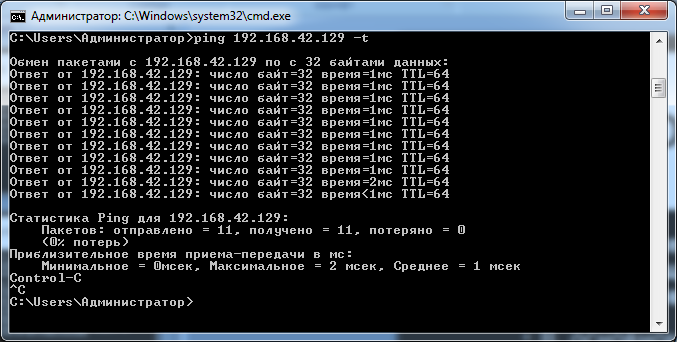 Администратор: C:\Windows\system32\cmd.exe
C:\Users\Администратор>ping 192.168.42.129 -t
Обмен пакетами с 192.168.42.129 по с 32 байтами данных:
Ответ от 192.168.42.129: число байт=32 время=1мс TTL=64
Ответ от 192.168.42.129: число байт=32 время=1мс TTL=64
Ответ от 192.168.42.129: число байт=32 время=1мс TTL=64
Ответ от 192.168.42.129: число байт=32 время=1мс TTL=64
Ответ от 192.168.42.129: число байт=32 время=1мс TTL=64
Ответ от 192.168.42.129: число байт=32 время=1мс TTL=64
Ответ от 192.168.42.129: число байт=32 время=1мс TTL=64
Ответ от 192.168.42.129: число байт=32 время=1мс TTL=64
Ответ от 192.168.42.129: число байт=32 время=1мс TTL=64
Ответ от 192.168.42.129: число байт=32 время=2мс TTL=64
Ответ от 192.168.42.129: число байт=32 время<1мс TTL=64
Статистика Ping для 192.168.42.129:
Пакетов: отправлено = 11, получено = 11, потеряно = 0
(0% потерь)
Приблизительное время приема-передачи в мс:
Минимальное = 0мсек, Максимальное = 2 мсек, Среднее = 1 мсек
Control-C
^C
C:\Users\Администратор>